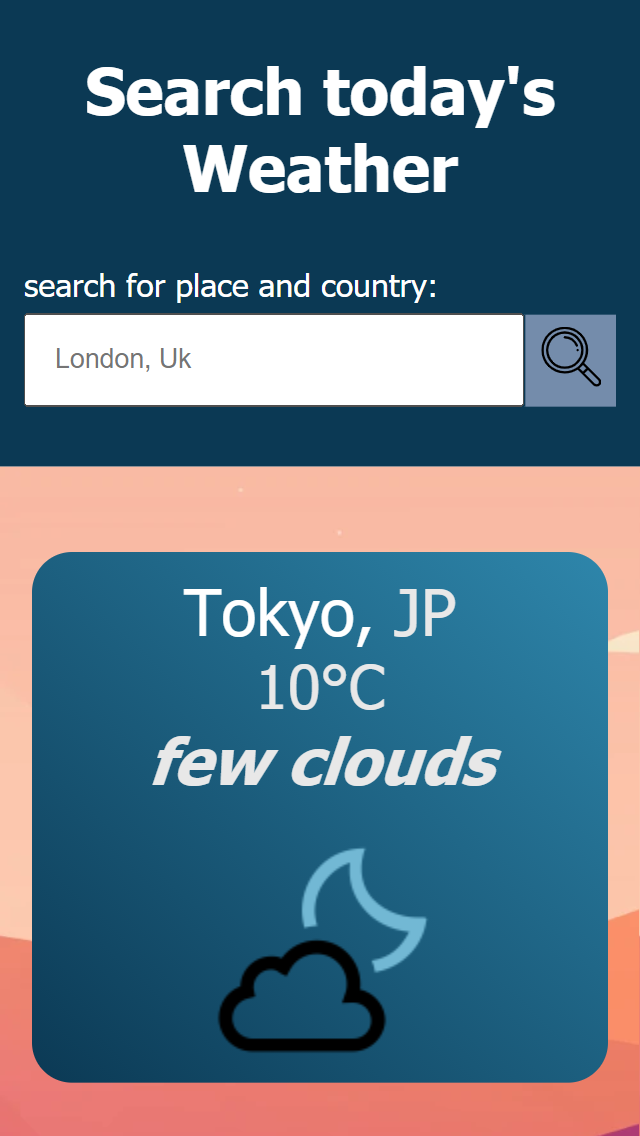 Search today's
Weather
search for place and country:
London, Uk
Tokyo, JP
10°C
few clouds